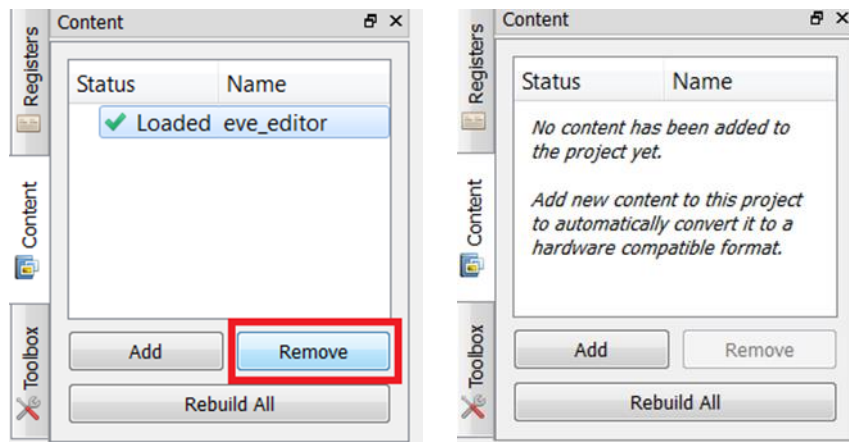 Content
Registers
Content
Toolbox
Status Name
Loaded eve_editor
Add Remove
Rebuild All
Content
Registers
Content
Toolbox
Status Name
No content has been added to
the project yet.
Add new content to this project
to automatically convert it to a
hardware compatible format.
Add Remove
Rebuild All